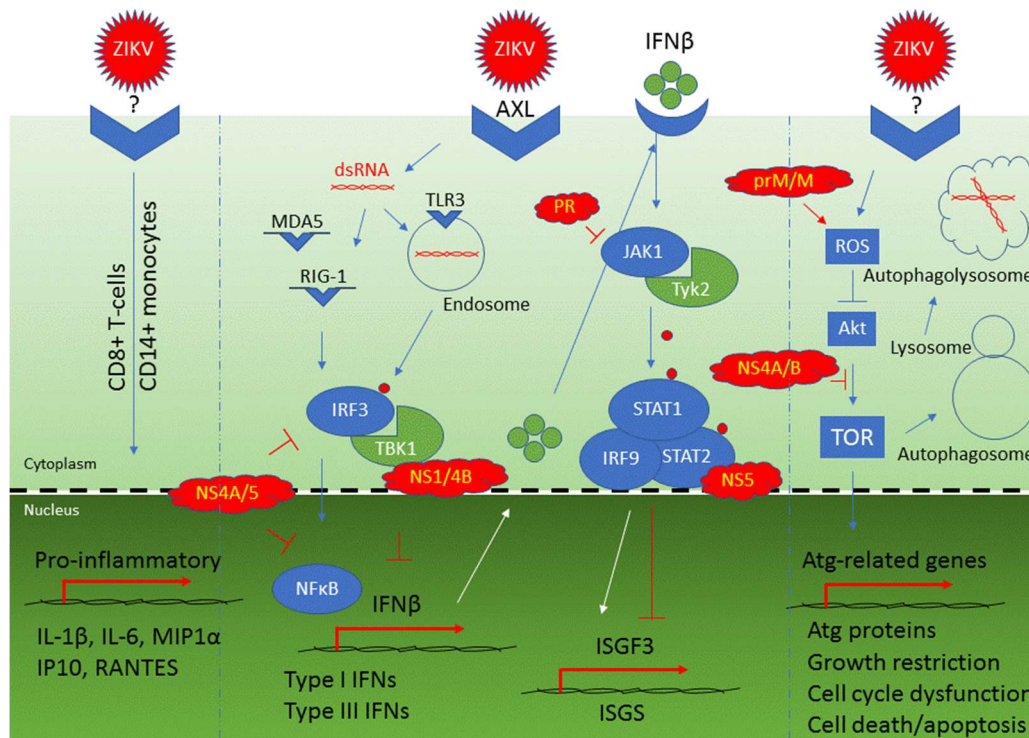 ZIKV
?
CD8+ T-cells
CD14+ monocytes
Cytoplasm
Nucleus
Pro-inflammatory
IL-1β, IL-6, MIP1α
IP10, RANTES
ZIKV
AXL
dsRNA
TLR3
MDA5
RIG-1
Endosome
IRF3
TBK1
NS4A/5
NS1/4B
NFκB
IFNβ
Type I IFNs
Type III IFNs
IFNβ
PR
JAK1
Tyk2
STAT1
IRF9
STAT2
NS5
ISGF3
ISGS
ZIKV
?
prM/M
ROS
Autophagolysosome
Akt
Lysosome
NS4A/B
TOR
Autophagosome
Atg-related genes
Atg proteins
Growth restriction
Cell cycle dysfunction
Cell death/apoptosis